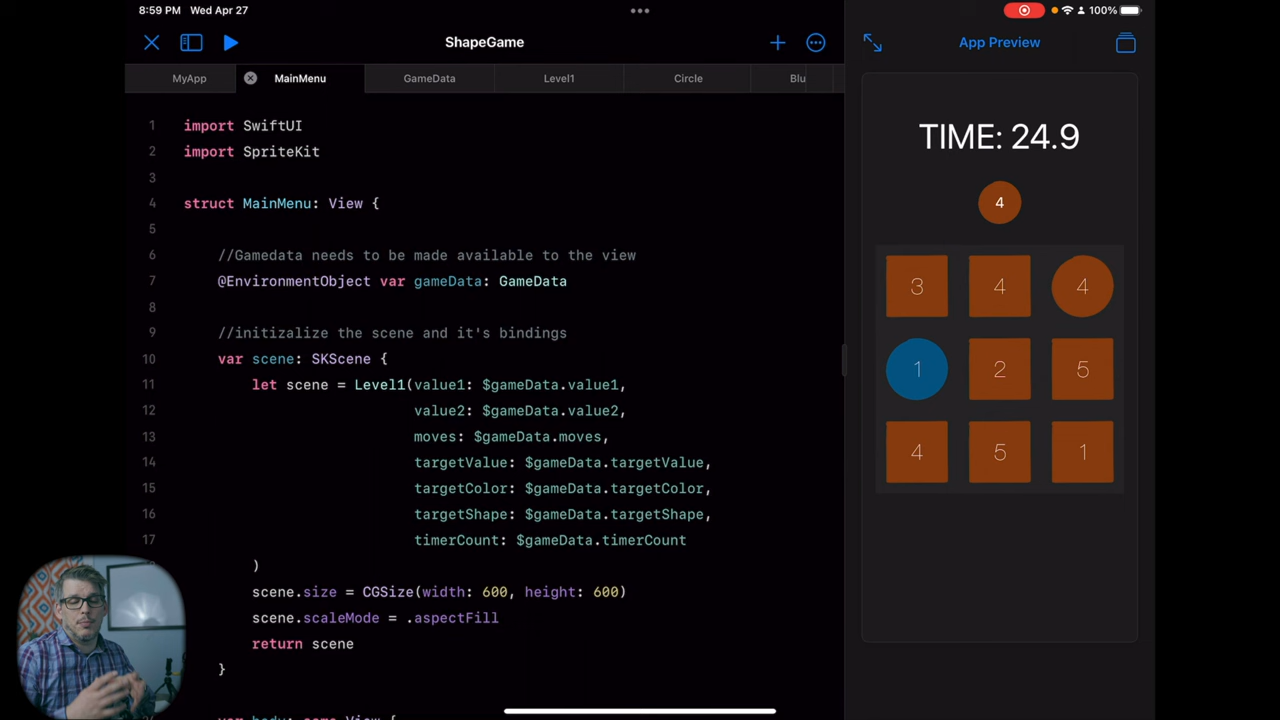 8:59 PM Wed Apr 27
100%
ShapeGame
App Preview
MyApp
MainMenu
GameData
Level1
Circle
Blu
1 import SwiftUI
2 import SpriteKit
3
4 struct MainMenu: View {
5
6 //Gamedata needs to be made available to the view
7 @EnvironmentObject var gameData: GameData
8
9 //initizalize the scene and it's bindings
10 var scene: SKScene {
11 let scene = Level1(value1: $gameData.value1,
12 value2: $gameData.value2,
13 moves: $gameData.moves,
14 targetValue: $gameData.targetValue,
15 targetColor: $gameData.targetColor,
16 targetShape: $gameData.targetShape,
17 timerCount: $gameData.timerCount
)
scene.size = CGSize(width: 600, height: 600)
scene.scaleMode = .aspectFill
return scene
}
var body: some View {
TIME: 24.9
4
3 4 4
1 2 5
4 5 1